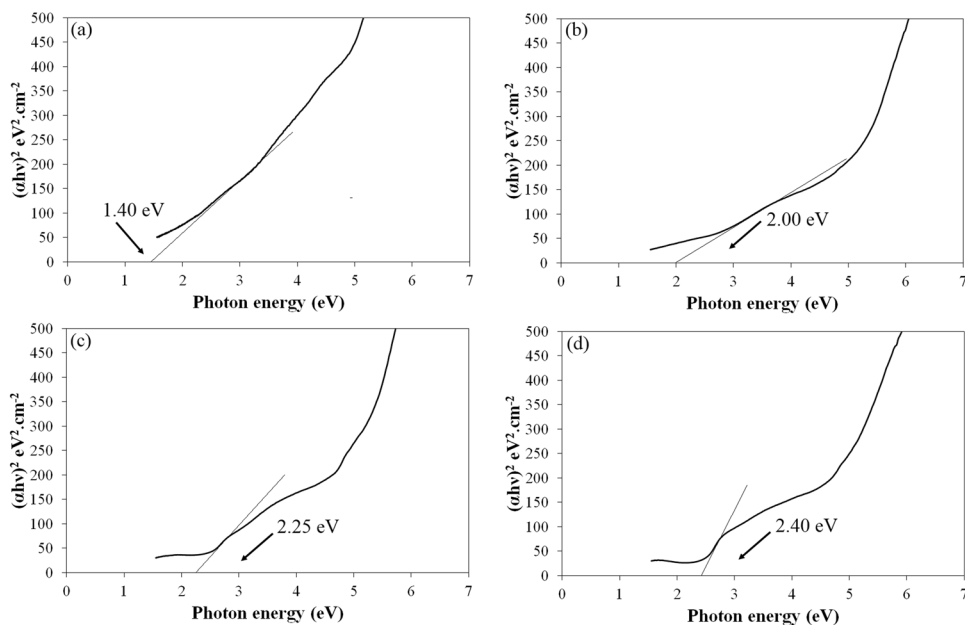 (a)
(αhν)² eV².cm⁻²
500
450
400
350
300
250
200
150
100
50
0
1.40 eV
0 1 2 3 4 5 6 7
Photon energy (eV)
(b)
(αhν)² eV².cm⁻²
500
450
400
350
300
250
200
150
100
50
0
2.00 eV
0 1 2 3 4 5 6 7
Photon energy (eV)
(c)
(αhν)² eV².cm⁻²
500
450
400
350
300
250
200
150
100
50
0
2.25 eV
0 1 2 3 4 5 6 7
Photon energy (eV)
(d)
(αhν)² eV².cm⁻²
500
450
400
350
300
250
200
150
100
50
0
2.40 eV
0 1 2 3 4 5 6 7
Photon energy (eV)